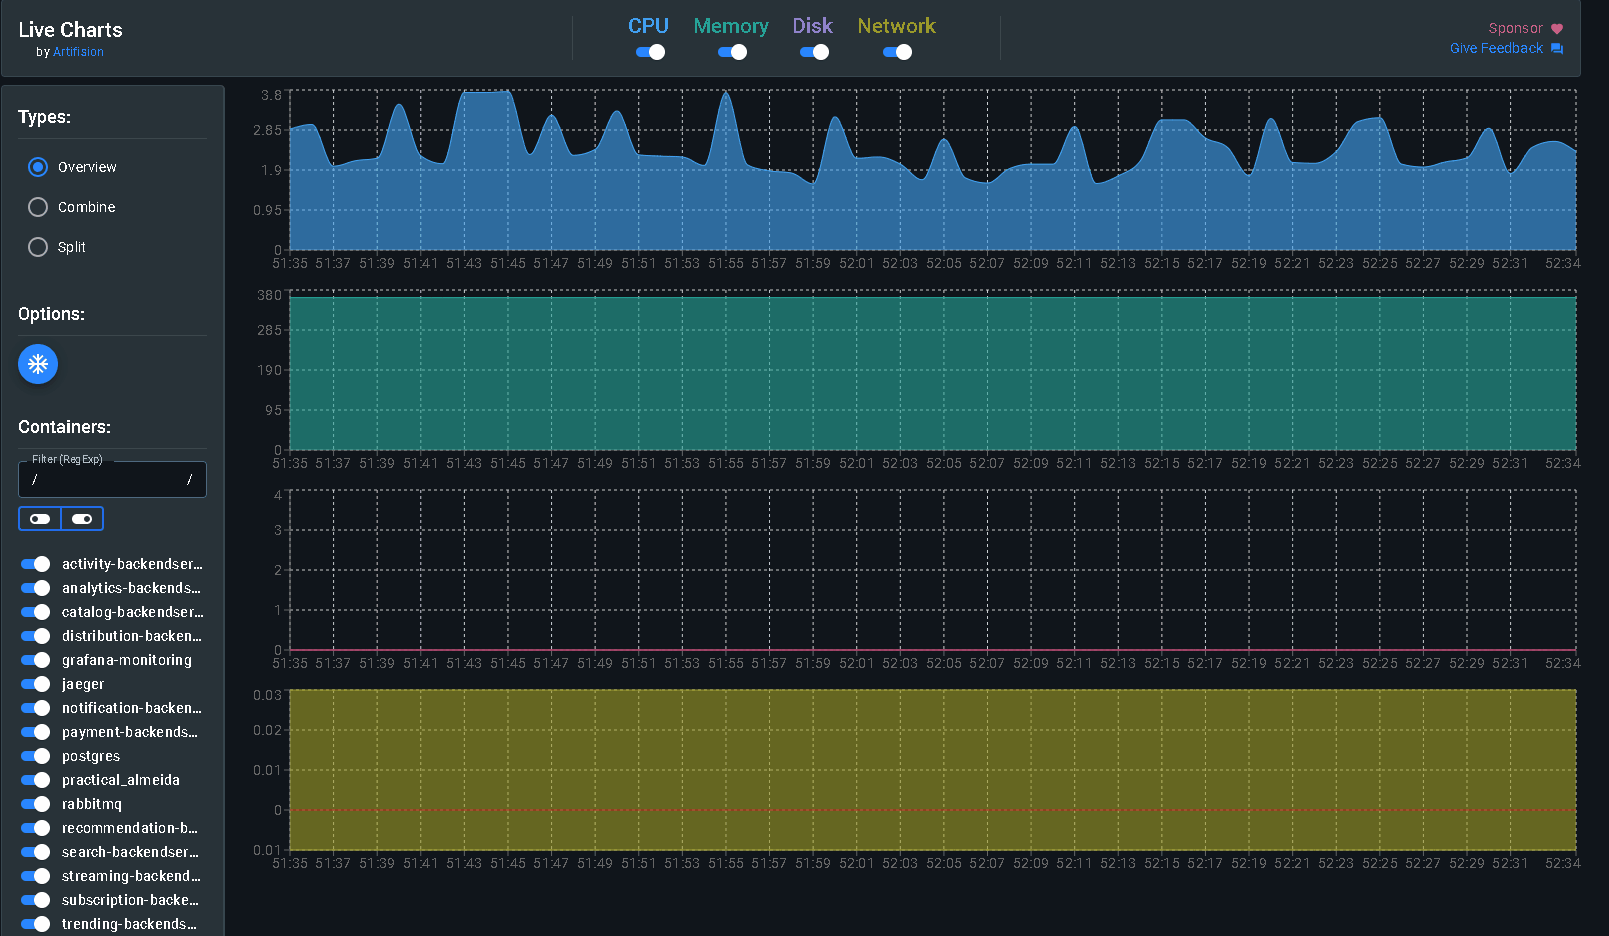 Live Charts
by Artifision
CPU Memory Disk Network
Sponsor
Give Feedback
Types:
Overview
Combine
Split
Options:
Containers:
Filter (RegExp)
/ /
activity-backendser...
analytics-backends...
catalog-backendser...
distribution-backen...
grafana-monitoring
jaeger
notification-backen...
payment-backends...
postgres
practical_almeida
rabbitmq
recommendation-b...
search-backendser...
streaming-backend...
subscription-backe...
trending-backends...
3.8
2.85
1.9
0.95
0
51:35 51:37 51:39 51:41 51:43 51:45 51:47 51:49 51:51 51:53 51:55 51:57 51:59 52:01 52:03 52:05 52:07 52:09 52:11 52:13 52:15 52:17 52:19 52:21 52:23 52:25 52:27 52:29 52:31 52:34
380
285
190
95
0
51:35 51:37 51:39 51:41 51:43 51:45 51:47 51:49 51:51 51:53 51:55 51:57 51:59 52:01 52:03 52:05 52:07 52:09 52:11 52:13 52:15 52:17 52:19 52:21 52:23 52:25 52:27 52:29 52:31 52:34
4
3
2
1
0
51:35 51:37 51:39 51:41 51:43 51:45 51:47 51:49 51:51 51:53 51:55 51:57 51:59 52:01 52:03 52:05 52:07 52:09 52:11 52:13 52:15 52:17 52:19 52:21 52:23 52:25 52:27 52:29 52:31 52:34
0.03
0.02
0.01
0
0.01
51:35 51:37 51:39 51:41 51:43 51:45 51:47 51:49 51:51 51:53 51:55 51:57 51:59 52:01 52:03 52:05 52:07 52:09 52:11 52:13 52:15 52:17 52:19 52:21 52:23 52:25 52:27 52:29 52:31 52:34